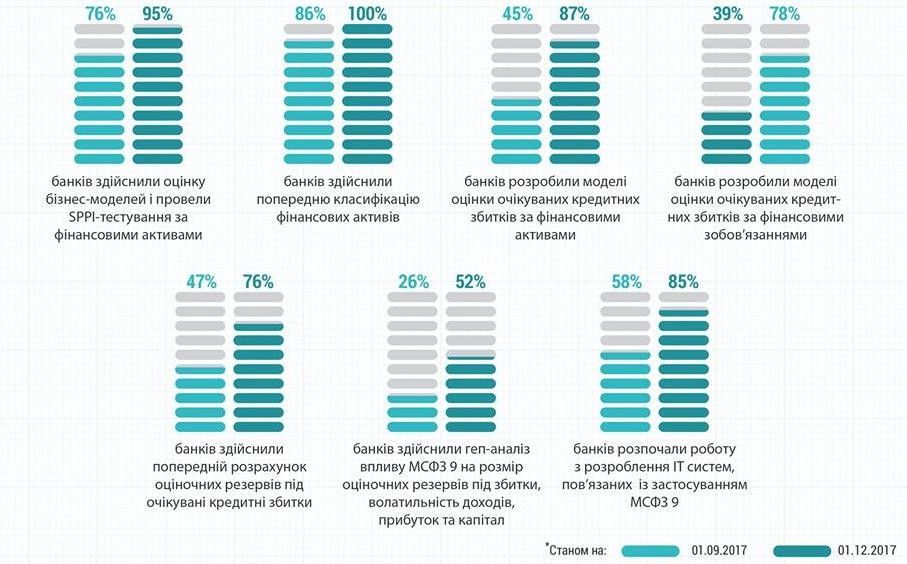 76% 95%
86% 100%
45% 87%
39% 78%
банків здійснили оцінку
бізнес-моделей і провели
SPPI-тестування за
фінансовими активами
банків здійснили
попередню класифікацію
фінансових активів
банків розробили моделі
оцінки очікуваних кредитних
збитків за фінансовими
активами
банків розробили моделі
оцінки очікуваних кредит-
них збитків за фінансовими
зобов'язаннями
47% 76%
26% 52%
58% 85%
банків здійснили
попередній розрахунок
оціночних резервів під
очікувані кредитні збитки
банків здійснили геп-аналіз
впливу МСФЗ 9 на розмір
оціночних резервів під збитки,
волатильність доходів,
прибуток та капітал
банків розпочали роботу
з розроблення ІТ систем,
пов'язаних із застосуванням
МСФЗ 9
*Станом на: 01.09.2017 01.12.2017